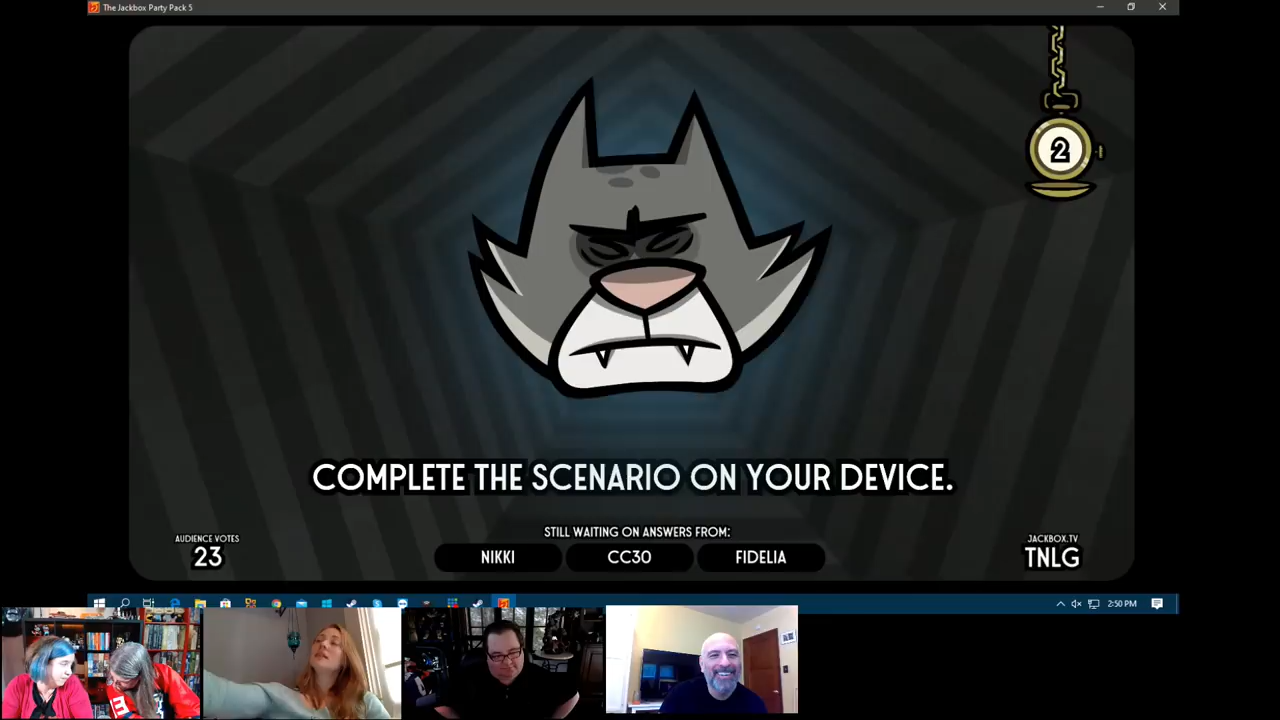 The Jackbox Party Pack 5
2
COMPLETE THE SCENARIO ON YOUR DEVICE.
STILL WAITING ON ANSWERS FROM:
NIKKI CC30 FIDELIA
AUDIENCE VOTES
23
JACKBOX.TV
TNLG
2:50 PM